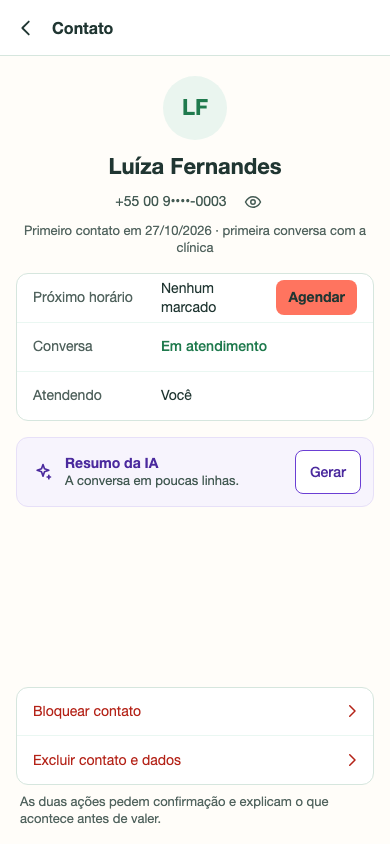 Contato
LF
Luíza Fernandes
+55 00 9••••-0003
Primeiro contato em 27/10/2026 · primeira conversa com a
clínica
Próximo horário
Nenhum
marcado
Agendar
Conversa
Em atendimento
Atendendo
Você
Resumo da IA
A conversa em poucas linhas.
Gerar
Bloquear contato
Excluir contato e dados
As duas ações pedem confirmação e explicam o que
acontece antes de valer.